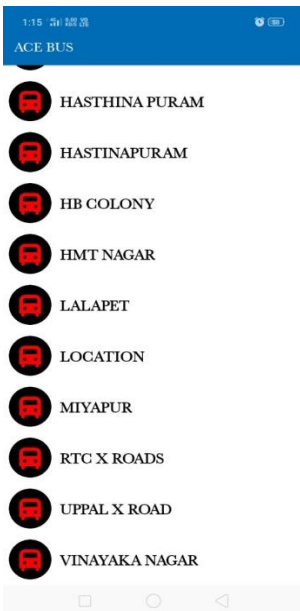 1:15
ACE BUS
HASTHINA PURAM
HASTINAPURAM
HB COLONY
HMT NAGAR
LALAPET
LOCATION
MIYAPUR
RTC X ROADS
UPPAL X ROAD
VINAYAKA NAGAR